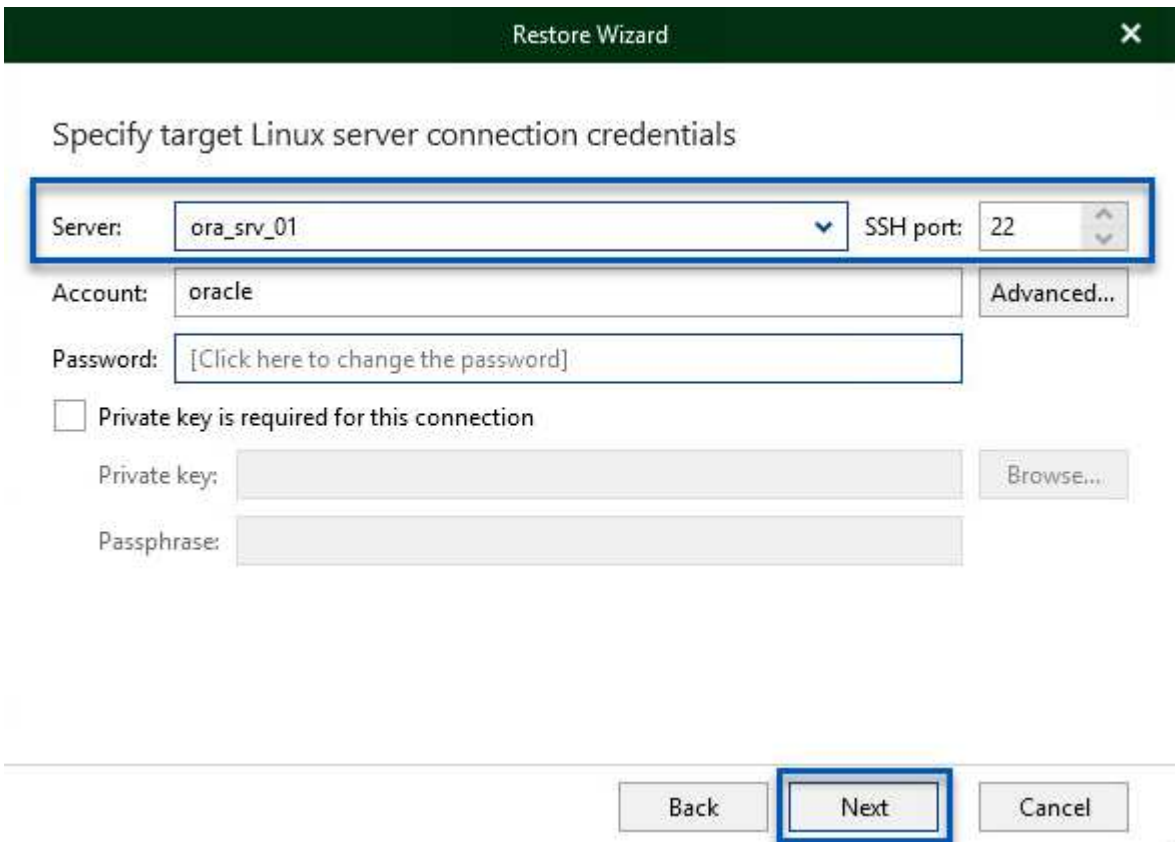 Restore Wizard
Specify target Linux server connection credentials
Server: ora_srv_01 SSH port: 22
Account: oracle Advanced...
Password: [Click here to change the password]
Private key is required for this connection
Private key: Browse...
Passphrase:
Back Next Cancel